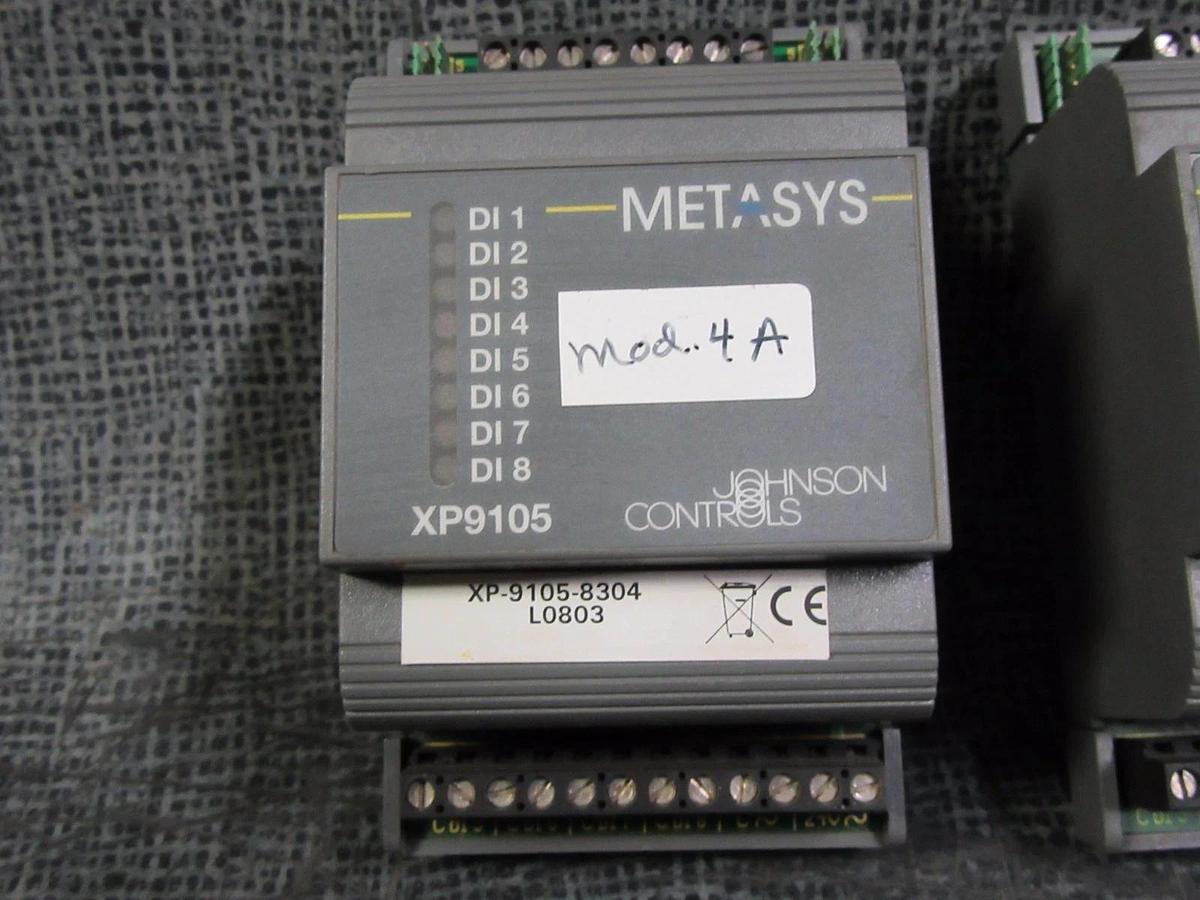 METASYS
DI 1
DI 2
DI 3
DI 4
DI 5
DI 6
DI 7
DI 8
Mod. 4 A
XP9105
JOHNSON
CONTROLS
XP-9105-8304
L0803
CE